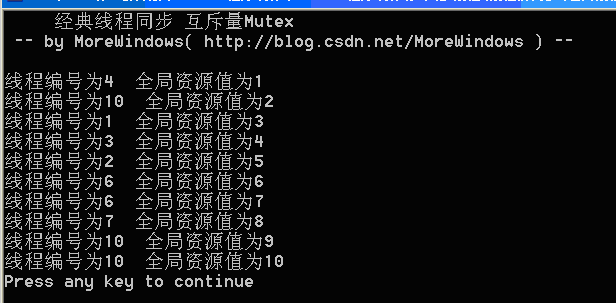 经典线程同步 互斥量Mutex
-- by MoreWindows( http://blog.csdn.net/MoreWindows ) --
线程编号为4 全局资源值为1
线程编号为10 全局资源值为2
线程编号为1 全局资源值为3
线程编号为3 全局资源值为4
线程编号为2 全局资源值为5
线程编号为6 全局资源值为6
线程编号为6 全局资源值为7
线程编号为7 全局资源值为8
线程编号为10 全局资源值为9
线程编号为10 全局资源值为10
Press any key to continue